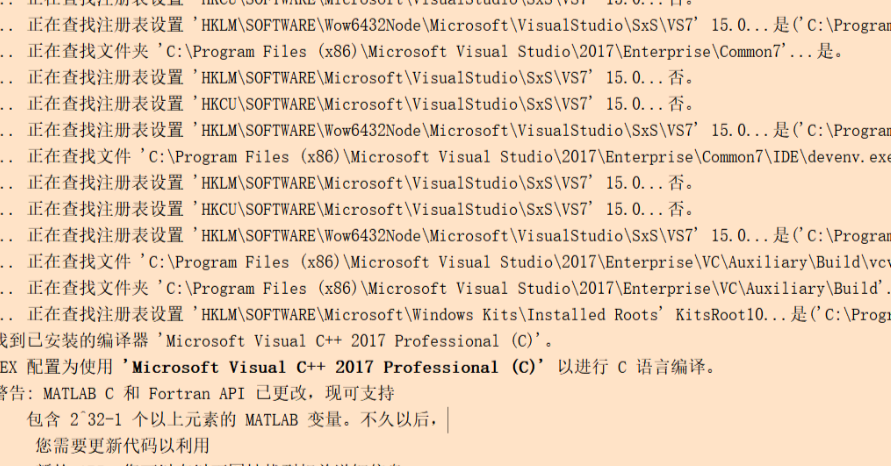 .. 正在查找注册表设置 'HKCU\SOFTWARE\Microsoft\VisualStudio\SxS\VS7' 15.0...否。
.. 正在查找注册表设置 'HKLM\SOFTWARE\Wow6432Node\Microsoft\VisualStudio\SxS\VS7' 15.0...是('C:\Program
.. 正在查找文件夹 'C:\Program Files (x86)\Microsoft Visual Studio\2017\Enterprise\Common7'...是。
.. 正在查找注册表设置 'HKLM\SOFTWARE\Microsoft\VisualStudio\SxS\VS7' 15.0...否。
.. 正在查找注册表设置 'HKCU\SOFTWARE\Microsoft\VisualStudio\SxS\VS7' 15.0...否。
.. 正在查找注册表设置 'HKLM\SOFTWARE\Wow6432Node\Microsoft\VisualStudio\SxS\VS7' 15.0...是('C:\Program
.. 正在查找文件 'C:\Program Files (x86)\Microsoft Visual Studio\2017\Enterprise\Common7\IDE\devenv.exe
.. 正在查找注册表设置 'HKLM\SOFTWARE\Microsoft\VisualStudio\SxS\VS7' 15.0...否。
.. 正在查找注册表设置 'HKCU\SOFTWARE\Microsoft\VisualStudio\SxS\VS7' 15.0...否。
.. 正在查找注册表设置 'HKLM\SOFTWARE\Wow6432Node\Microsoft\VisualStudio\SxS\VS7' 15.0...是('C:\Program
.. 正在查找文件 'C:\Program Files (x86)\Microsoft Visual Studio\2017\Enterprise\VC\Auxiliary\Build\vcv
.. 正在查找文件夹 'C:\Program Files (x86)\Microsoft Visual Studio\2017\Enterprise\VC\Auxiliary\Build'.
.. 正在查找注册表设置 'HKLM\SOFTWARE\Microsoft\Windows Kits\Installed Roots' KitsRoot10...是('C:\Progr
找到已安装的编译器 'Microsoft Visual C++ 2017 Professional (C)'。
EX 配置为使用 'Microsoft Visual C++ 2017 Professional (C)' 以进行 C 语言编译。
警告: MATLAB C 和 Fortran API 已更改，现可支持
包含 2^32-1 个以上元素的 MATLAB 变量。不久以后，
您需要更新代码以利用